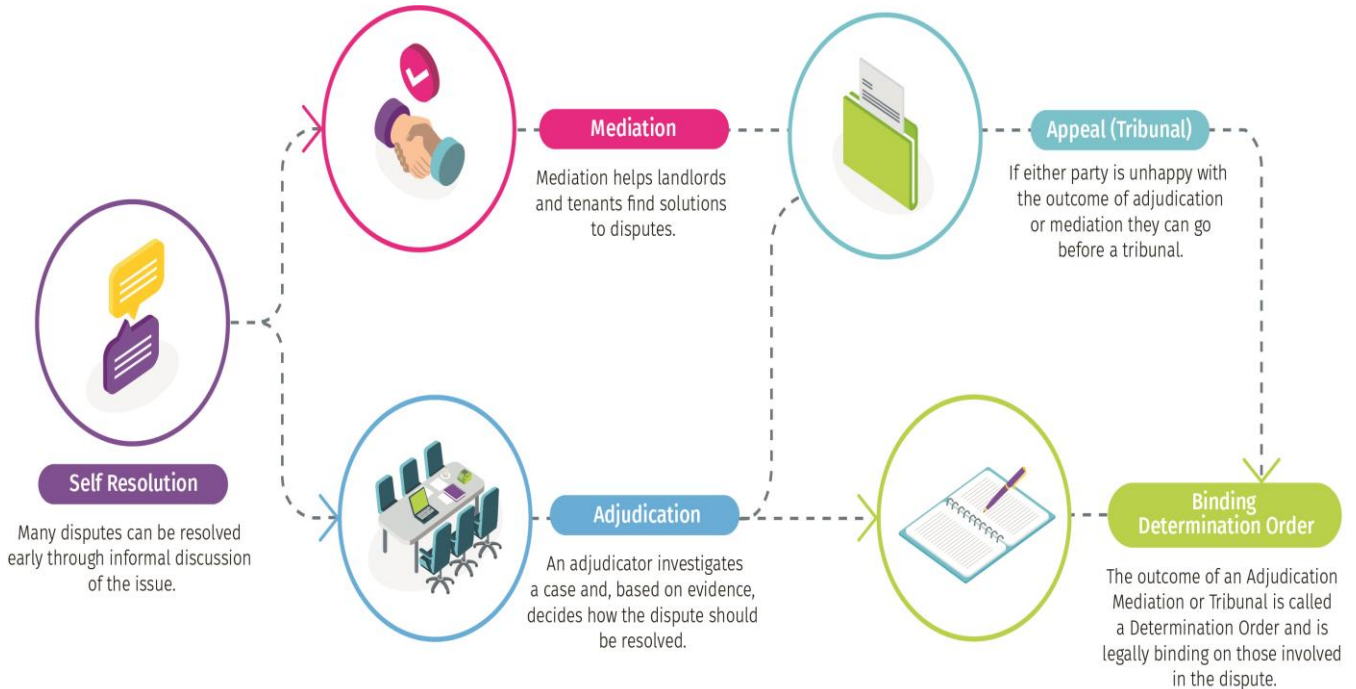 Mediation
Mediation helps landlords
and tenants find solutions
to disputes.
Appeal (Tribunal)
If either party is unhappy with
the outcome of adjudication
or mediation they can go
before a tribunal.
Self Resolution
Many disputes can be resolved
early through informal discussion
of the issue.
Adjudication
An adjudicator investigates
a case and, based on evidence,
decides how the dispute should
be resolved.
Binding
Determination Order
The outcome of an Adjudication
Mediation or Tribunal is called
a Determination Order and is
legally binding on those involved
in the dispute.